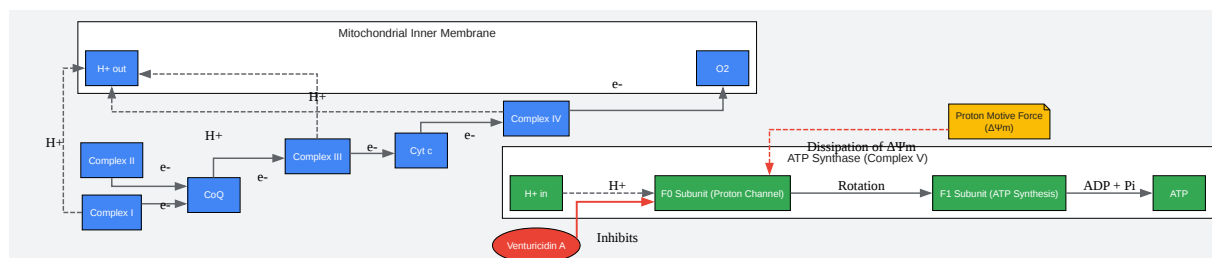 Mitochondrial Inner Membrane
H+ out
O2
e-
H+
Complex IV
Proton Motive Force
(ΔΨm)
H+
H+
Cyt c
e-
Complex III
e-
Dissipation of ΔΨm
ATP Synthase (Complex V)
Complex II
e-
e-
CoQ
H+ in
H+
F0 Subunit (Proton Channel)
Rotation
F1 Subunit (ATP Synthesis)
ADP + Pi
ATP
Complex I
e-
Venturicidin A
Inhibits